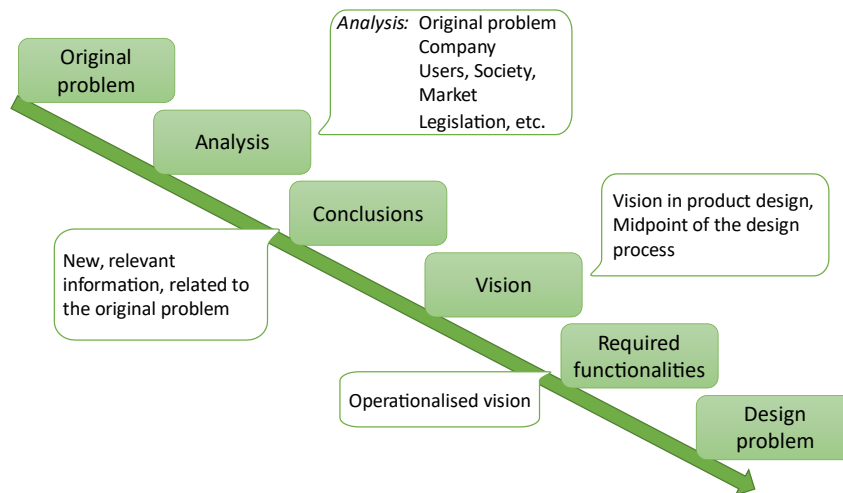 Original
problem
Analysis: Original problem
Company
Users, Society,
Market
Legislation, etc.
Analysis
Conclusions
Vision in product design,
Midpoint of the design
process
New, relevant
information, related to
the original problem
Vision
Required
functionalities
Operationalised vision
Design
problem